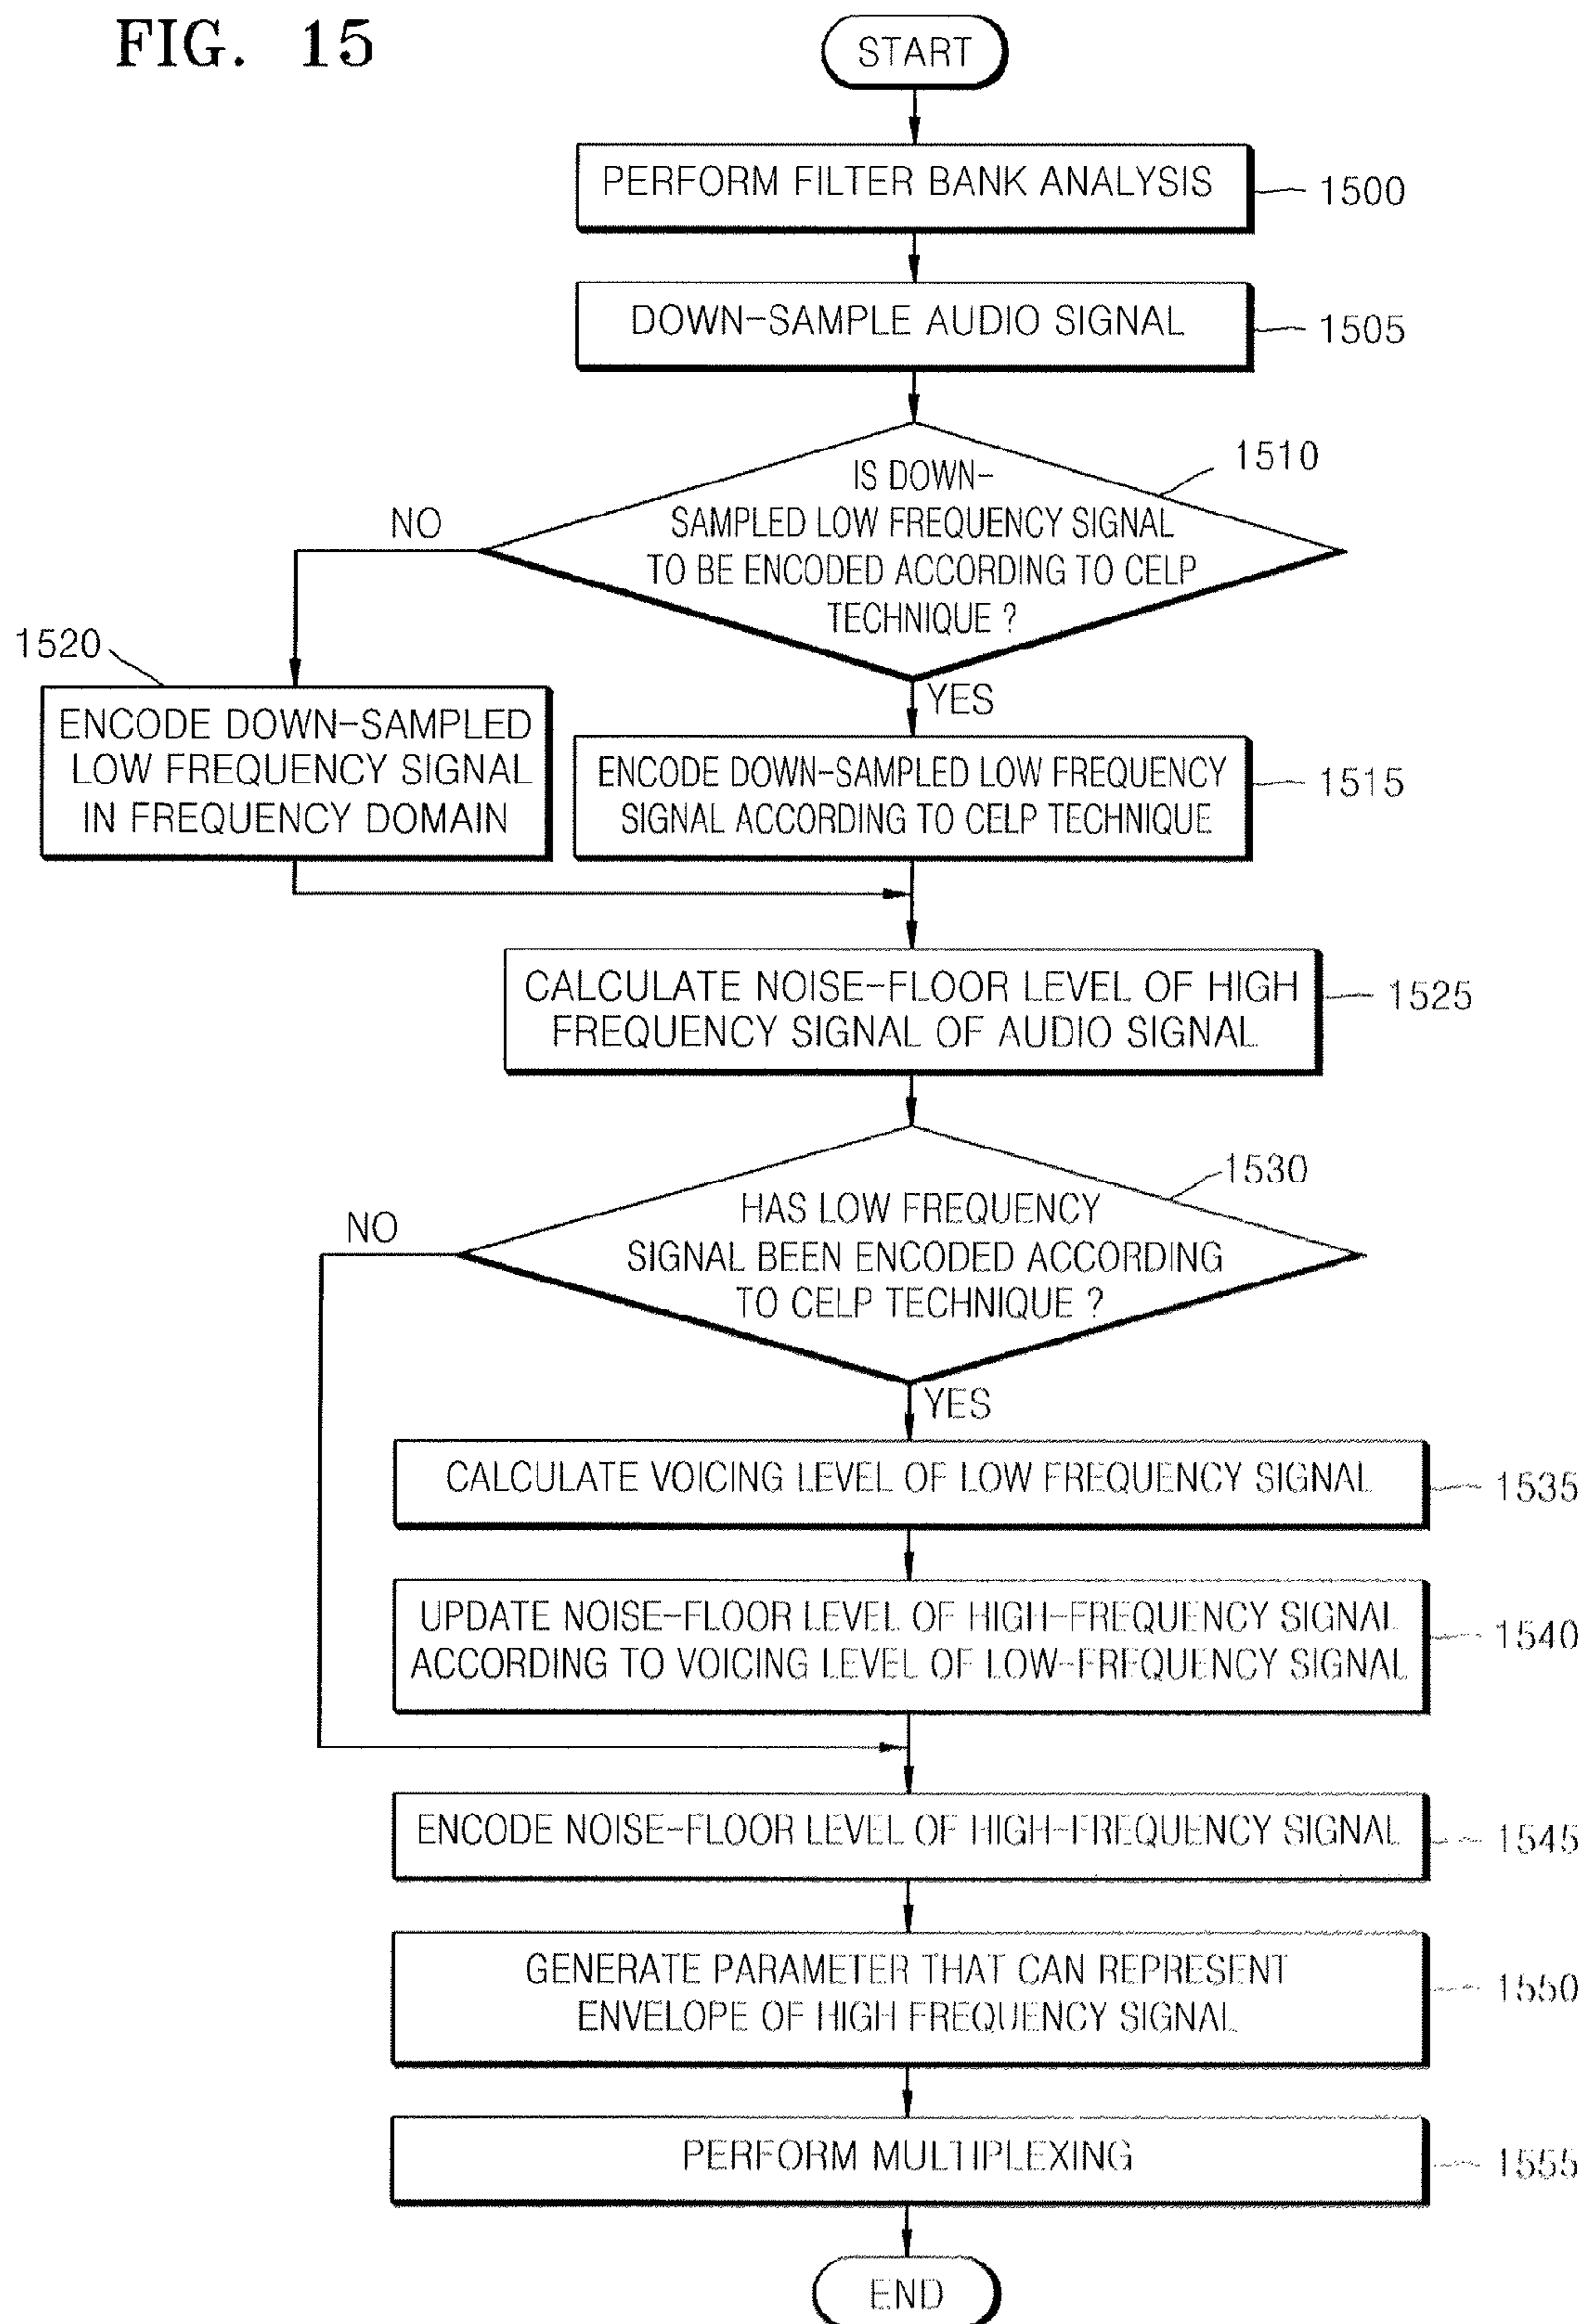 FIG. 15
START
PERFORM FILTER BANK ANALYSIS
1500
DOWN-SAMPLE AUDIO SIGNAL
1505
1510
IS DOWN-
SAMPLED LOW FREQUENCY SIGNAL
TO BE ENCODED ACCORDING TO CELP
TECHNIQUE ?
NO
YES
1520
ENCODE DOWN-SAMPLED
LOW FREQUENCY SIGNAL
IN FREQUENCY DOMAIN
ENCODE DOWN-SAMPLED LOW FREQUENCY
SIGNAL ACCORDING TO CELP TECHNIQUE
1515
CALCULATE NOISE-FLOOR LEVEL OF HIGH
FREQUENCY SIGNAL OF AUDIO SIGNAL
1525
1530
HAS LOW FREQUENCY
SIGNAL BEEN ENCODED ACCORDING
TO CELP TECHNIQUE ?
NO
YES
CALCULATE VOICING LEVEL OF LOW FREQUENCY SIGNAL
1535
UPDATE NOISE-FLOOR LEVEL OF HIGH-FREQUENCY SIGNAL
ACCORDING TO VOICING LEVEL OF LOW-FREQUENCY SIGNAL
1540
ENCODE NOISE-FLOOR LEVEL OF HIGH-FREQUENCY SIGNAL
1545
GENERATE PARAMETER THAT CAN REPRESENT
ENVELOPE OF HIGH FREQUENCY SIGNAL
1550
PERFORM MULTIPLEXING
1555
END